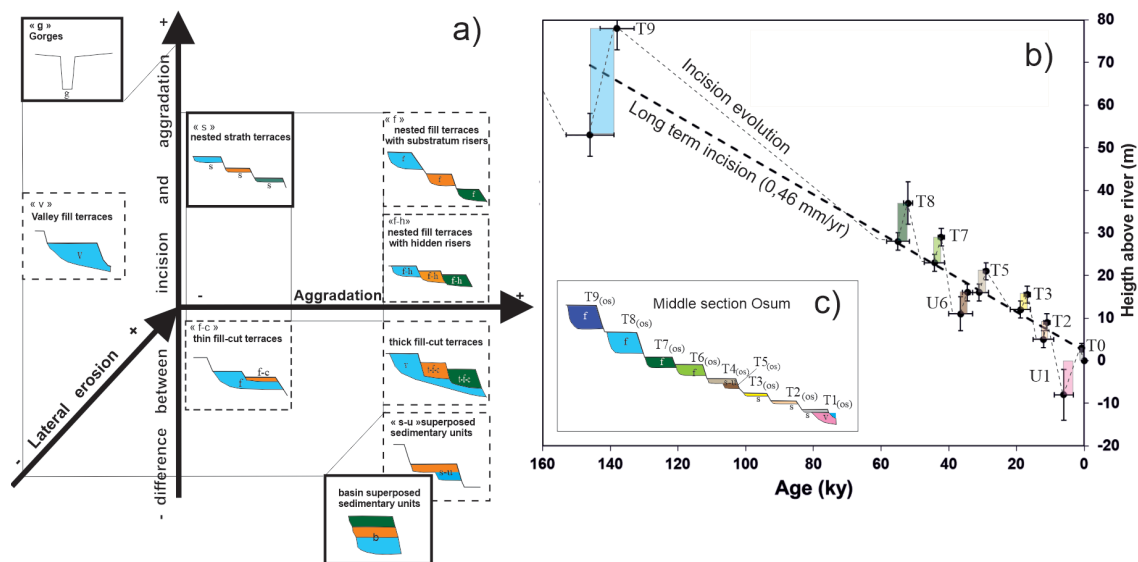 a)
+
« g »
Gorges
g
difference between incision and aggradation
-
« s »
nested strath terraces
s
s
s
« f »
nested fill terraces
with substratum risers
f
f
f
« v »
Valley fill terraces
V
«f-h»
nested fill terraces
with hidden risers
f-h
f-h
f-h
-
Aggradation
+
+
Lateral erosion
-
« f-c »
thin fill-cut terraces
f-c
f
thick fill-cut terraces
f
t-f-c
t-f-c
« s-u »superposed
sedimentary units
s-u
basin superposed
sedimentary units
b
b)
T9
Incision evolution
Long term incision (0,46 mm/yr)
T8
T7
T5
U6
T3
T2
T0
U1
80
70
60
50
40
30
20
10
0
-10
-20
Heigth above river (m)
160
140
120
100
80
60
40
20
0
Age (ky)
c)
Middle section Osum
T9(os)
f
T8(os)
f
T7(os)
f
T6(os)
f
T5(os)
T4(os)
T3(os)
s
T2(os)
s
T1(os)
s
V